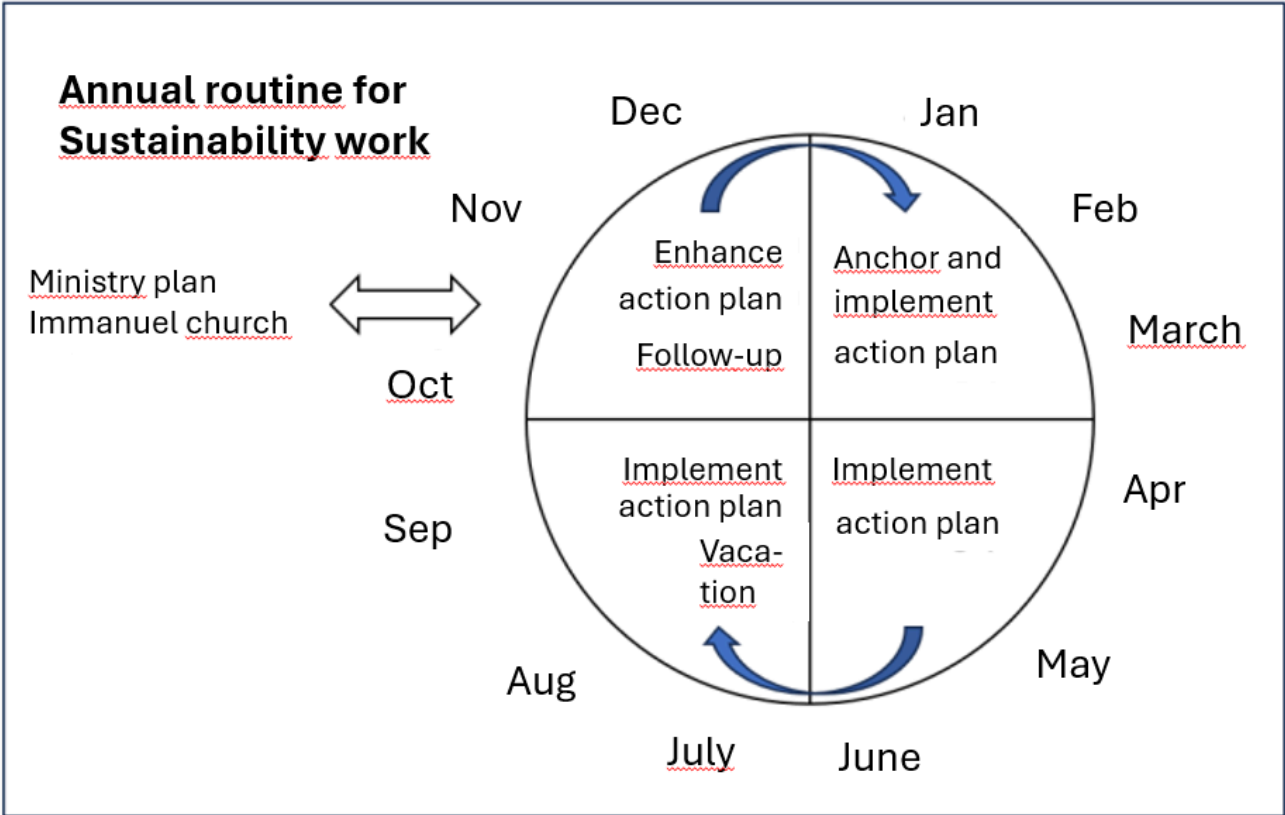 Annual routine for
Sustainability work
Dec
Jan
Nov
Feb
Ministry plan
Immanuel church
Enhance
action plan
Follow-up
Anchor and
implement
action plan
March
Oct
Implement
action plan
Vaca-
tion
Implement
action plan
Apr
Sep
May
Aug
July
June